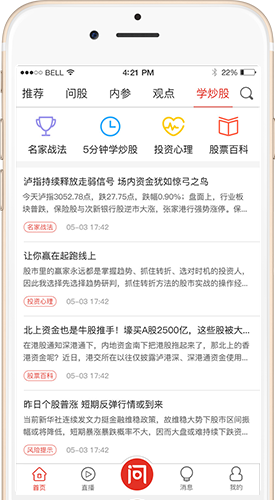 BELL
4:21 PM
22%
推荐 问股 内参 观点 学炒股
名家战法 5分钟学炒股 投资心理 股票百科
沪指持续释放走弱信号 场内资金犹如惊弓之鸟
今天沪指3052.78点,跌27.75点,跌幅0.90%;盘面上,行业板
块普跌,保险股与次新银行股逆市大涨,张家港行强势涨停。保...
名家战法 05-03 17:42
让你赢在起跑线上
股市里的赢家永远都是掌握趋势、抓住转折、选对时机的投资人,
因此我选择先选择趋势研判,抓住转折方法的股市实战的操作经...
投资心理 05-03 17:42
北上资金也是牛股推手!壕买A股2500亿,这些股被大...
在港股通知深港通下,内地资金南下把港股拖起来了,那北上的香
港资金呢?近日,港交所在以往仅披露沪港深、深港通资金使用...
股票百科 05-03 17:42
昨日个股普涨 短期反弹行情或到来
当前新华社连续发文力挺金融维稳政策,故维稳大势下股市区间振
幅或将降低,短期暴涨暴跌概率不大,因而大盘或难持续下跌走...
风险提示 05-03 17:42
问
首页 直播 消息 我的